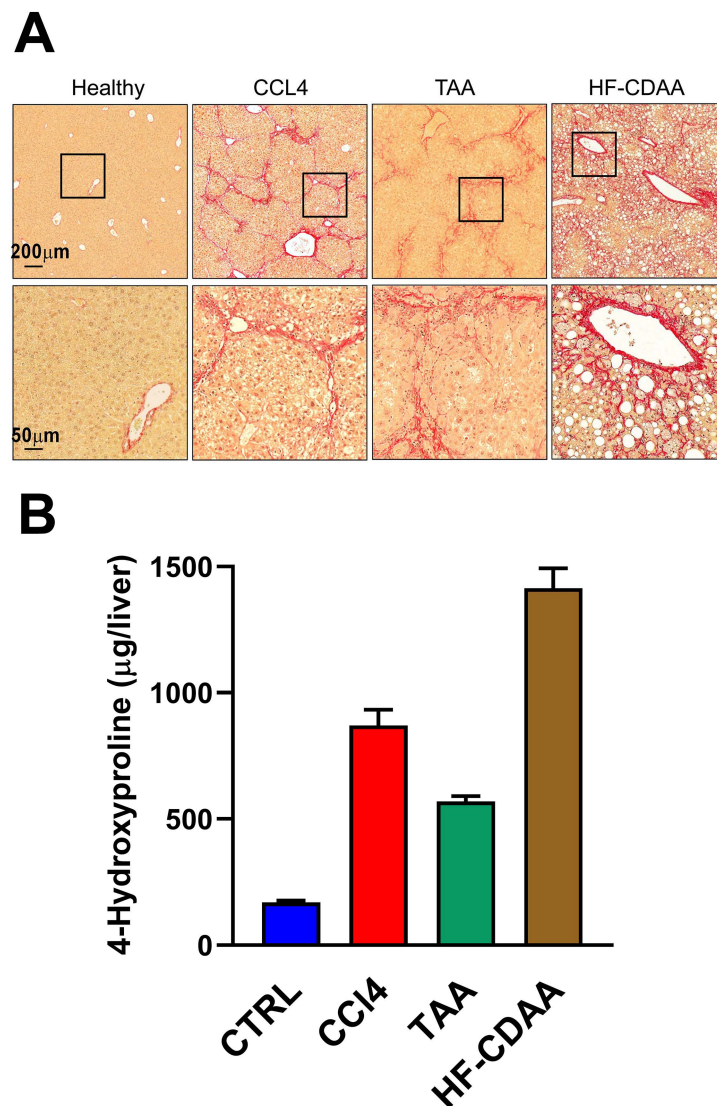 A
Healthy CCL4 TAA HF-CDAA
200μm
50μm
B
4-Hydroxyproline (μg/liver)
1500
1000
500
0
CTRL CCl4 TAA HF-CDAA